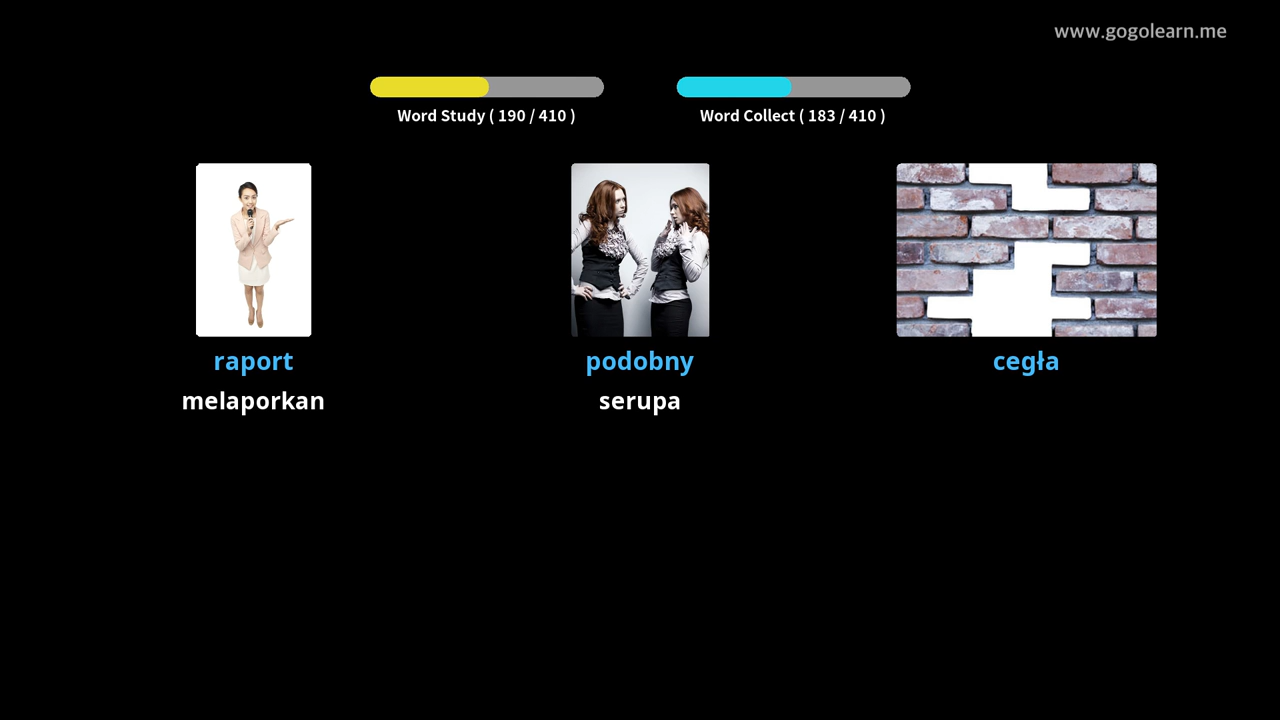 www.gogolearn.me
Word Study ( 190 / 410 )
Word Collect ( 183 / 410 )
raport
podobny
cegła
melaporkan
serupa